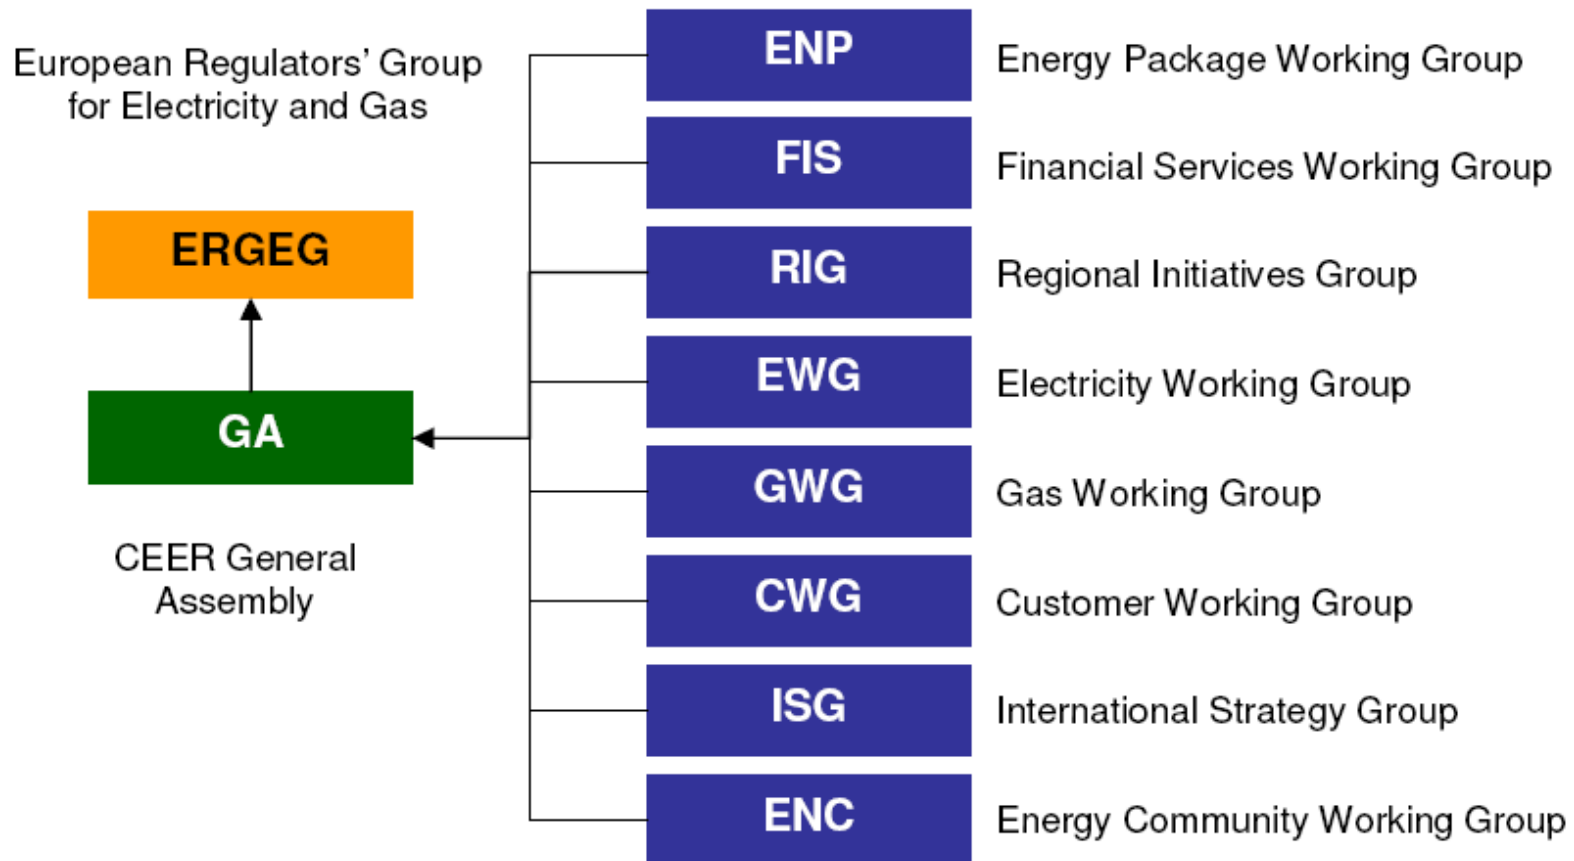 European Regulators' Group
for Electricity and Gas
ERGEG
GA
CEER General
Assembly
ENP
Energy Package Working Group
FIS
Financial Services Working Group
RIG
Regional Initiatives Group
EWG
Electricity Working Group
GWG
Gas Working Group
CWG
Customer Working Group
ISG
International Strategy Group
ENC
Energy Community Working Group